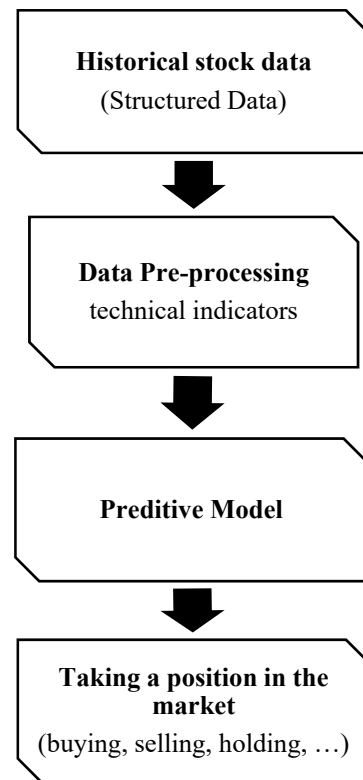 Historical stock data
(Structured Data)
Data Pre-processing
technical indicators
Preditive Model
Taking a position in the
market
(buying, selling, holding, …)